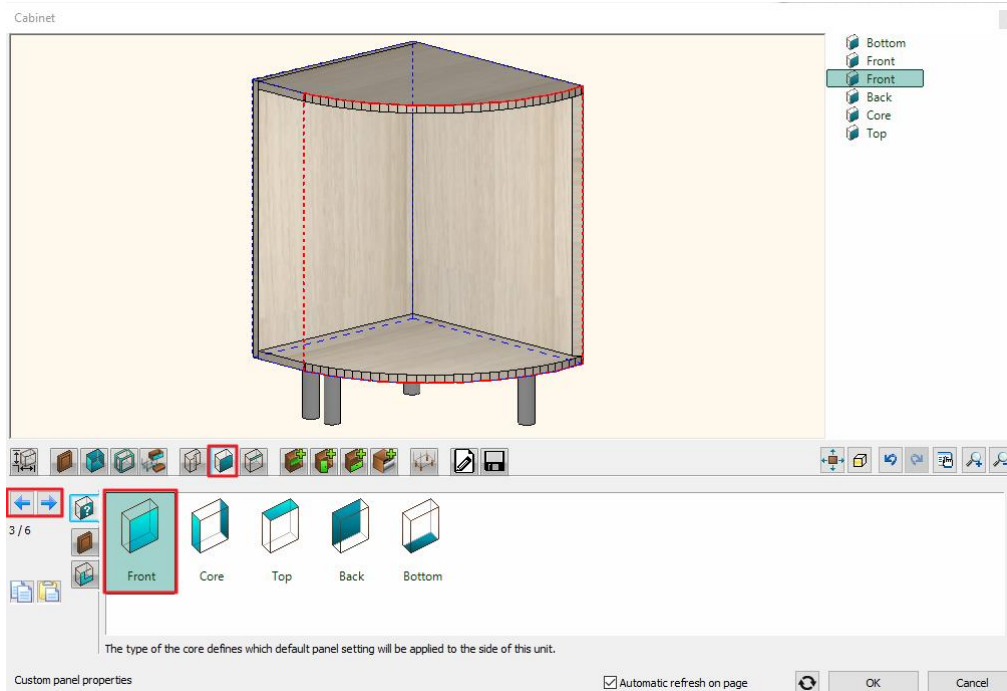 Cabinet
Bottom
Front
Front
Back
Core
Top
3 / 6
Front Core Top Back Bottom
The type of the core defines which default panel setting will be applied to the side of this unit.
Custom panel properties
Automatic refresh on page
OK
Cancel